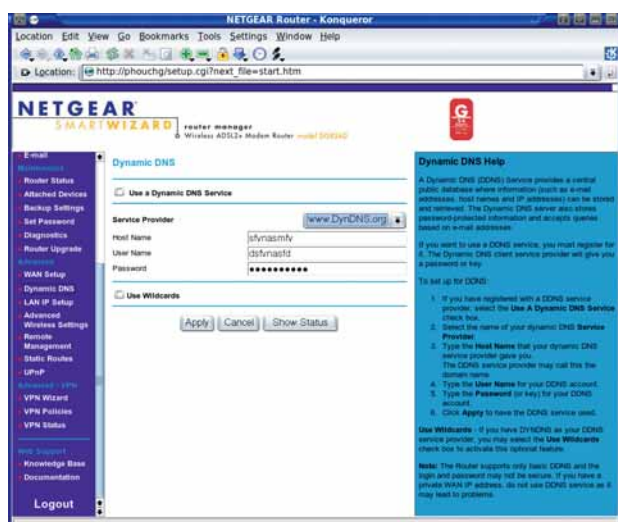 NETGEAR Router - Konqueror
Location Edit View Go Bookmarks Tools Settings Window Help
Location: http://phouchg/setup.cgi?next_file=start.htm
NETGEAR
SMARTWIZARD router manager
Wireless ADSL2+ Modem Router model DG834G
E-mail
Maintenance
Router Status
Attached Devices
Backup Settings
Set Password
Diagnostics
Router Upgrade
Advanced
WAN Setup
Dynamic DNS
LAN IP Setup
Advanced
Wireless Settings
Remote
Management
Static Routes
UPnP
Advanced - VPN
VPN Wizard
VPN Policies
VPN Status
Web Support
Knowledge Base
Documentation
Logout
Dynamic DNS
Use a Dynamic DNS Service
Service Provider www.DynDNS.org
Host Name sfvnasmfv
User Name dsfvnasfd
Password ●●●●●●●●●●
Use Wildcards
Apply Cancel Show Status
Dynamic DNS Help
A Dynamic DNS (DDNS) Service provides a central
public database where information (such as e-mail
addresses, host names and IP addresses) can be stored
and retrieved. The Dynamic DNS server also stores
password-protected information and accepts queries
based on e-mail addresses.
If you want to use a DDNS service, you must register for
it. The Dynamic DNS client service provider will give you
a password or key.
To set up for DDNS:
1. If you have registered with a DDNS service
provider, select the Use A Dynamic DNS Service
check box.
2. Select the name of your dynamic DNS Service
Provider.
3. Type the Host Name that your dynamic DNS
service provider gave you.
The DDNS service provider may call this the
domain name
4. Type the User Name for your DDNS account.
5. Type the Password (or key) for your DDNS
account.
6. Click Apply to have the DDNS service used.
Use Wildcards - If you have DYNDNS as your DDNS
service provider, you may select the Use Wildcards
check box to activate this optional feature.
Note: The Router supports only basic DDNS and the
login and password may not be secure. If you have a
private WAN IP address, do not use DDNS service as it
may lead to problems.